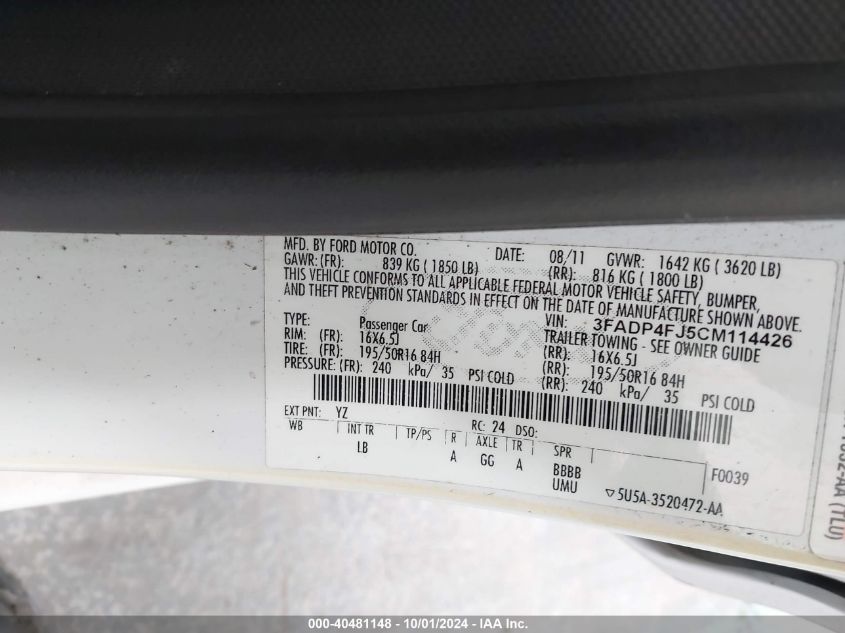 MFD. BY FORD MOTOR CO. DATE: 08/11 GVWR: 1642 KG ( 3620 LB)
GAWR: (FR): 839 KG ( 1850 LB) (RR): 816 KG ( 1800 LB)
THIS VEHICLE CONFORMS TO ALL APPLICABLE FEDERAL MOTOR VEHICLE SAFETY, BUMPER,
AND THEFT PREVENTION STANDARDS IN EFFECT ON THE DATE OF MANUFACTURE SHOWN ABOVE.
VIN: 3FADP4FJ5CM114426
TYPE: Passenger Car TRAILER TOWING - SEE OWNER GUIDE
RIM: (FR): 16X6.5J (RR): 16X6.5J
TIRE: (FR): 195/50R16 84H (RR): 195/50R16 84H
PRESSURE: (FR): 240 kPa/ 35 PSI COLD (RR): 240 kPa/ 35 PSI COLD
EXT PNT: YZ RC: 24 DSO:
WB INT TR TP/PS R AXLE TR SPR
LB A GG A BBBB F0039
UMU 5U5A-3520472-AA
(TLD)
000-40481148 - 10/01/2024 - IAA Inc.